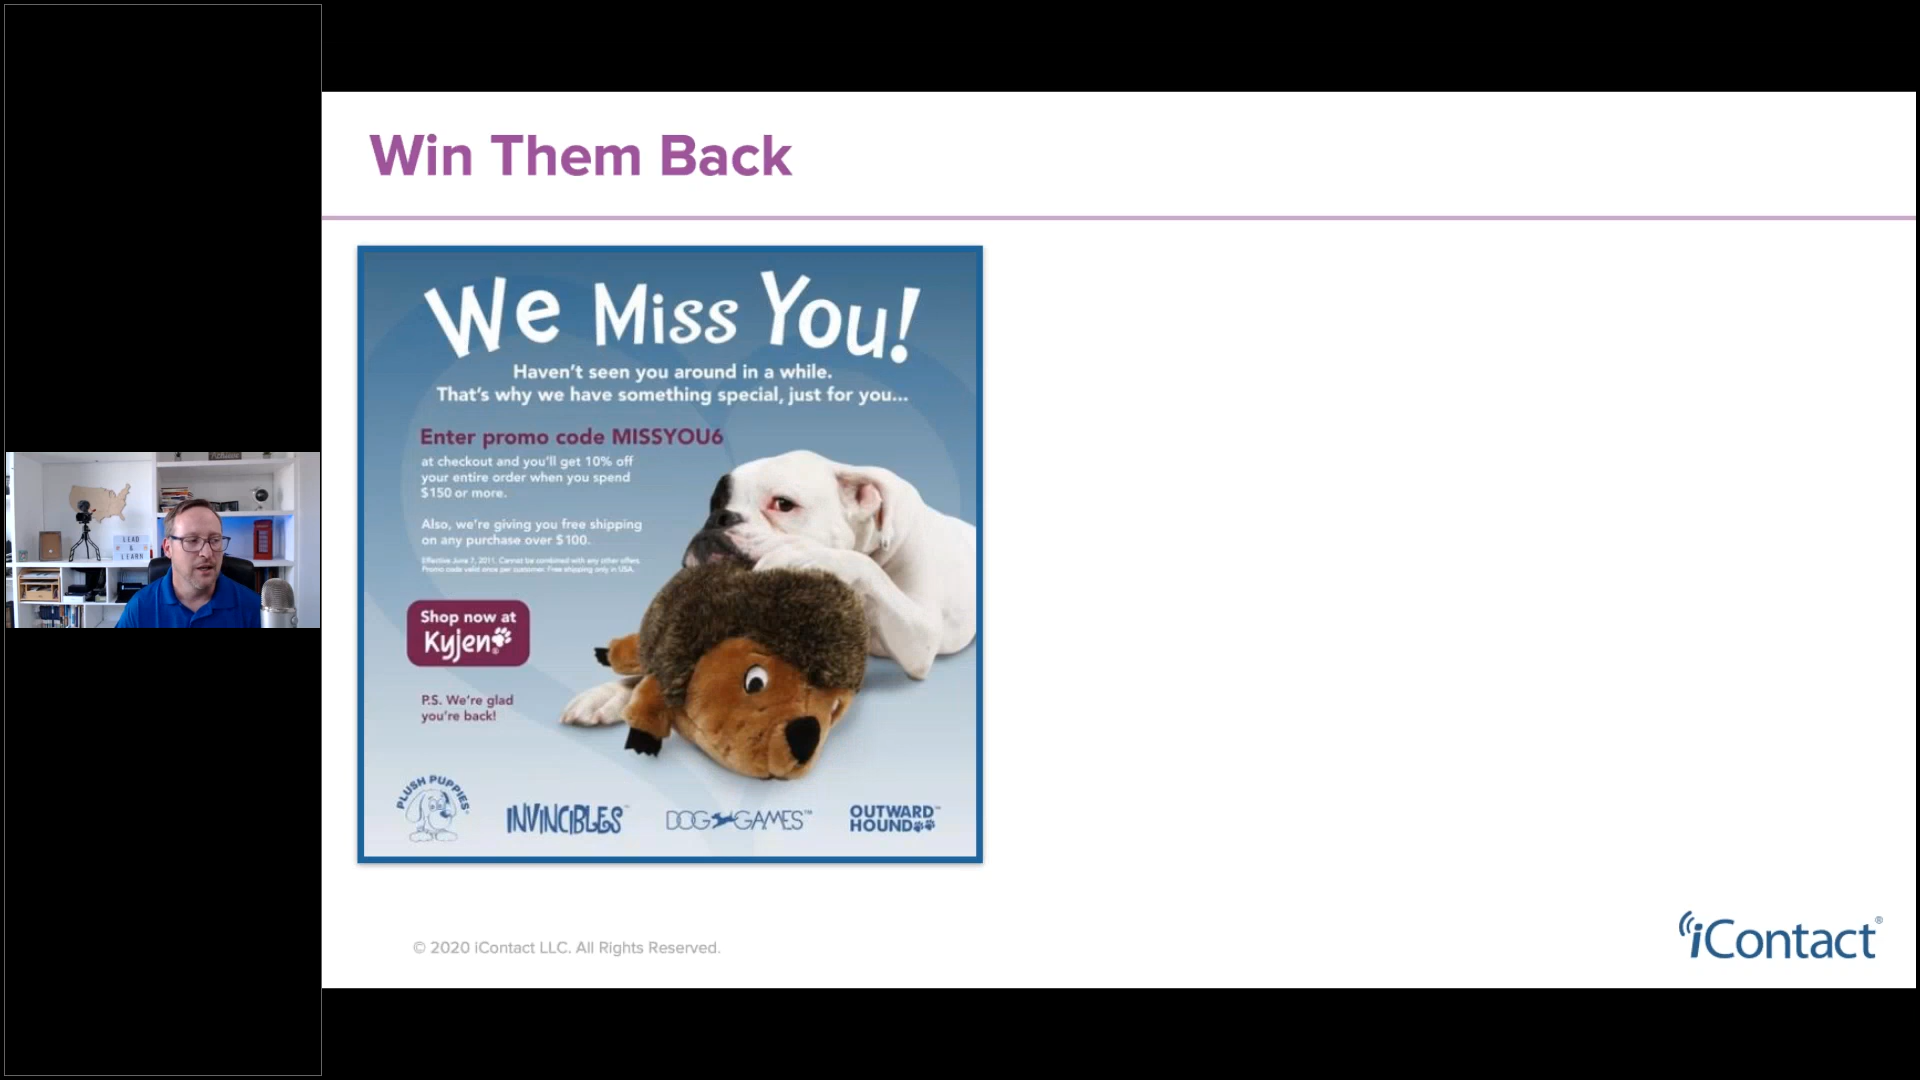 Win Them Back
We Miss You!
Haven't seen you around in a while.
That's why we have something special, just for you...
Enter promo code MISSYOU6
at checkout and you'll get 10% off
your entire order when you spend
$150 or more.
Also, we're giving you free shipping
on any purchase over $100.
Effective June 7, 2011. Cannot be combined with any other offers.
Promo code valid once per customer. Free shipping only in USA.
Shop now at
Kyjen®
P.S. We're glad
you're back!
PLUSH PUPPIES®
INVINCIBLES™
DOG GAMES™
OUTWARD™
HOUND
LEAD
&
LEARN
© 2020 iContact LLC. All Rights Reserved.
iContact®